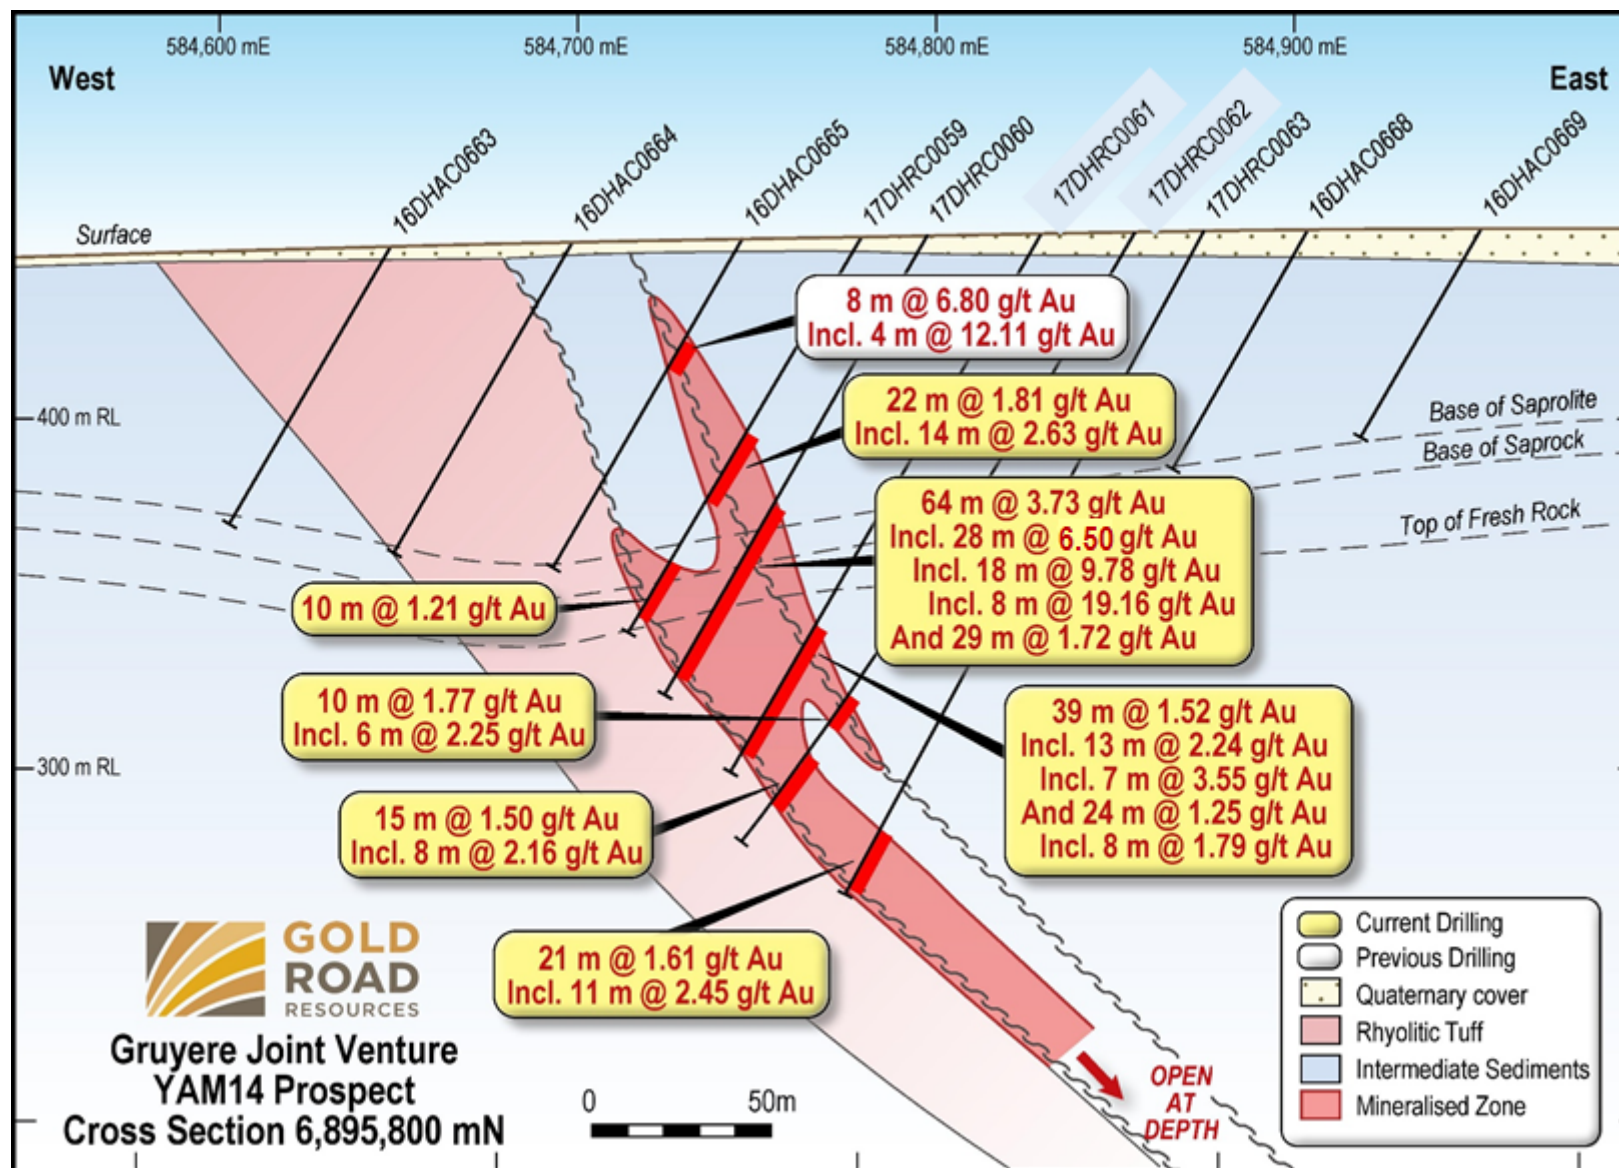 584,600 mE
584,700 mE
584,800 mE
584,900 mE
West
East
16DHAC0663
16DHAC0664
16DHAC0665
17DHRC0059
17DHRC0060
17DHRC0061
17DHRC0062
17DHRC0063
16DHAC0668
16DHAC0669
Surface
8 m @ 6.80 g/t Au
Incl. 4 m @ 12.11 g/t Au
22 m @ 1.81 g/t Au
Incl. 14 m @ 2.63 g/t Au
400 m RL
Base of Saprolite
Base of Saprock
Top of Fresh Rock
64 m @ 3.73 g/t Au
Incl. 28 m @ 6.50 g/t Au
Incl. 18 m @ 9.78 g/t Au
Incl. 8 m @ 19.16 g/t Au
And 29 m @ 1.72 g/t Au
10 m @ 1.21 g/t Au
10 m @ 1.77 g/t Au
Incl. 6 m @ 2.25 g/t Au
39 m @ 1.52 g/t Au
Incl. 13 m @ 2.24 g/t Au
Incl. 7 m @ 3.55 g/t Au
And 24 m @ 1.25 g/t Au
Incl. 8 m @ 1.79 g/t Au
300 m RL
15 m @ 1.50 g/t Au
Incl. 8 m @ 2.16 g/t Au
21 m @ 1.61 g/t Au
Incl. 11 m @ 2.45 g/t Au
GOLD
ROAD
RESOURCES
Gruyere Joint Venture
YAM14 Prospect
Cross Section 6,895,800 mN
0
50m
OPEN
AT
DEPTH
Current Drilling
Previous Drilling
Quaternary cover
Rhyolitic Tuff
Intermediate Sediments
Mineralised Zone